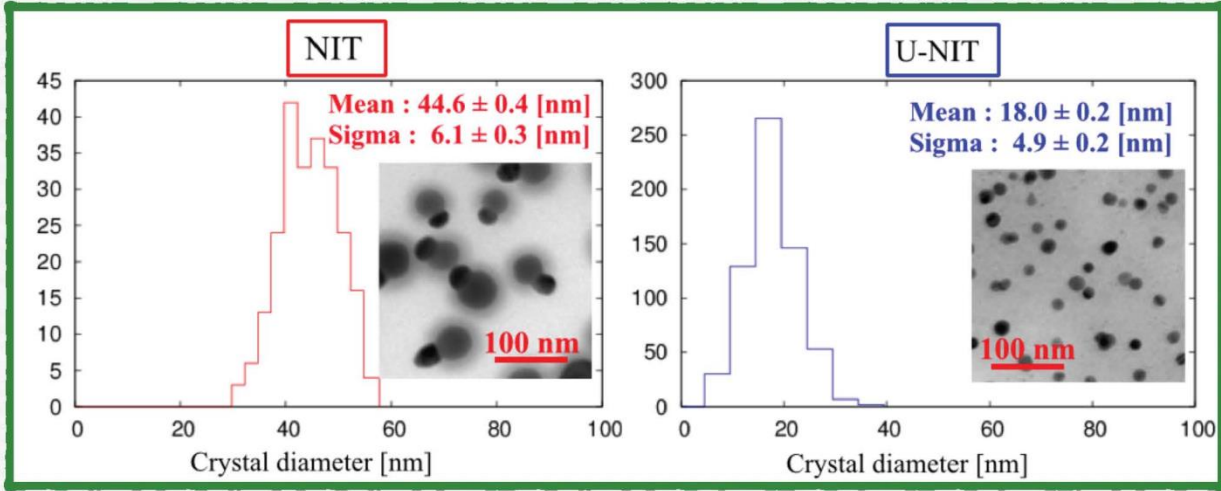 NIT
45
40
35
30
25
20
15
10
5
0
0 20 40 60 80 100
Crystal diameter [nm]
Mean : 44.6 ± 0.4 [nm]
Sigma : 6.1 ± 0.3 [nm]
100 nm
U-NIT
300
250
200
150
100
50
0
0 20 40 60 80 100
Crystal diameter [nm]
Mean : 18.0 ± 0.2 [nm]
Sigma : 4.9 ± 0.2 [nm]
100 nm